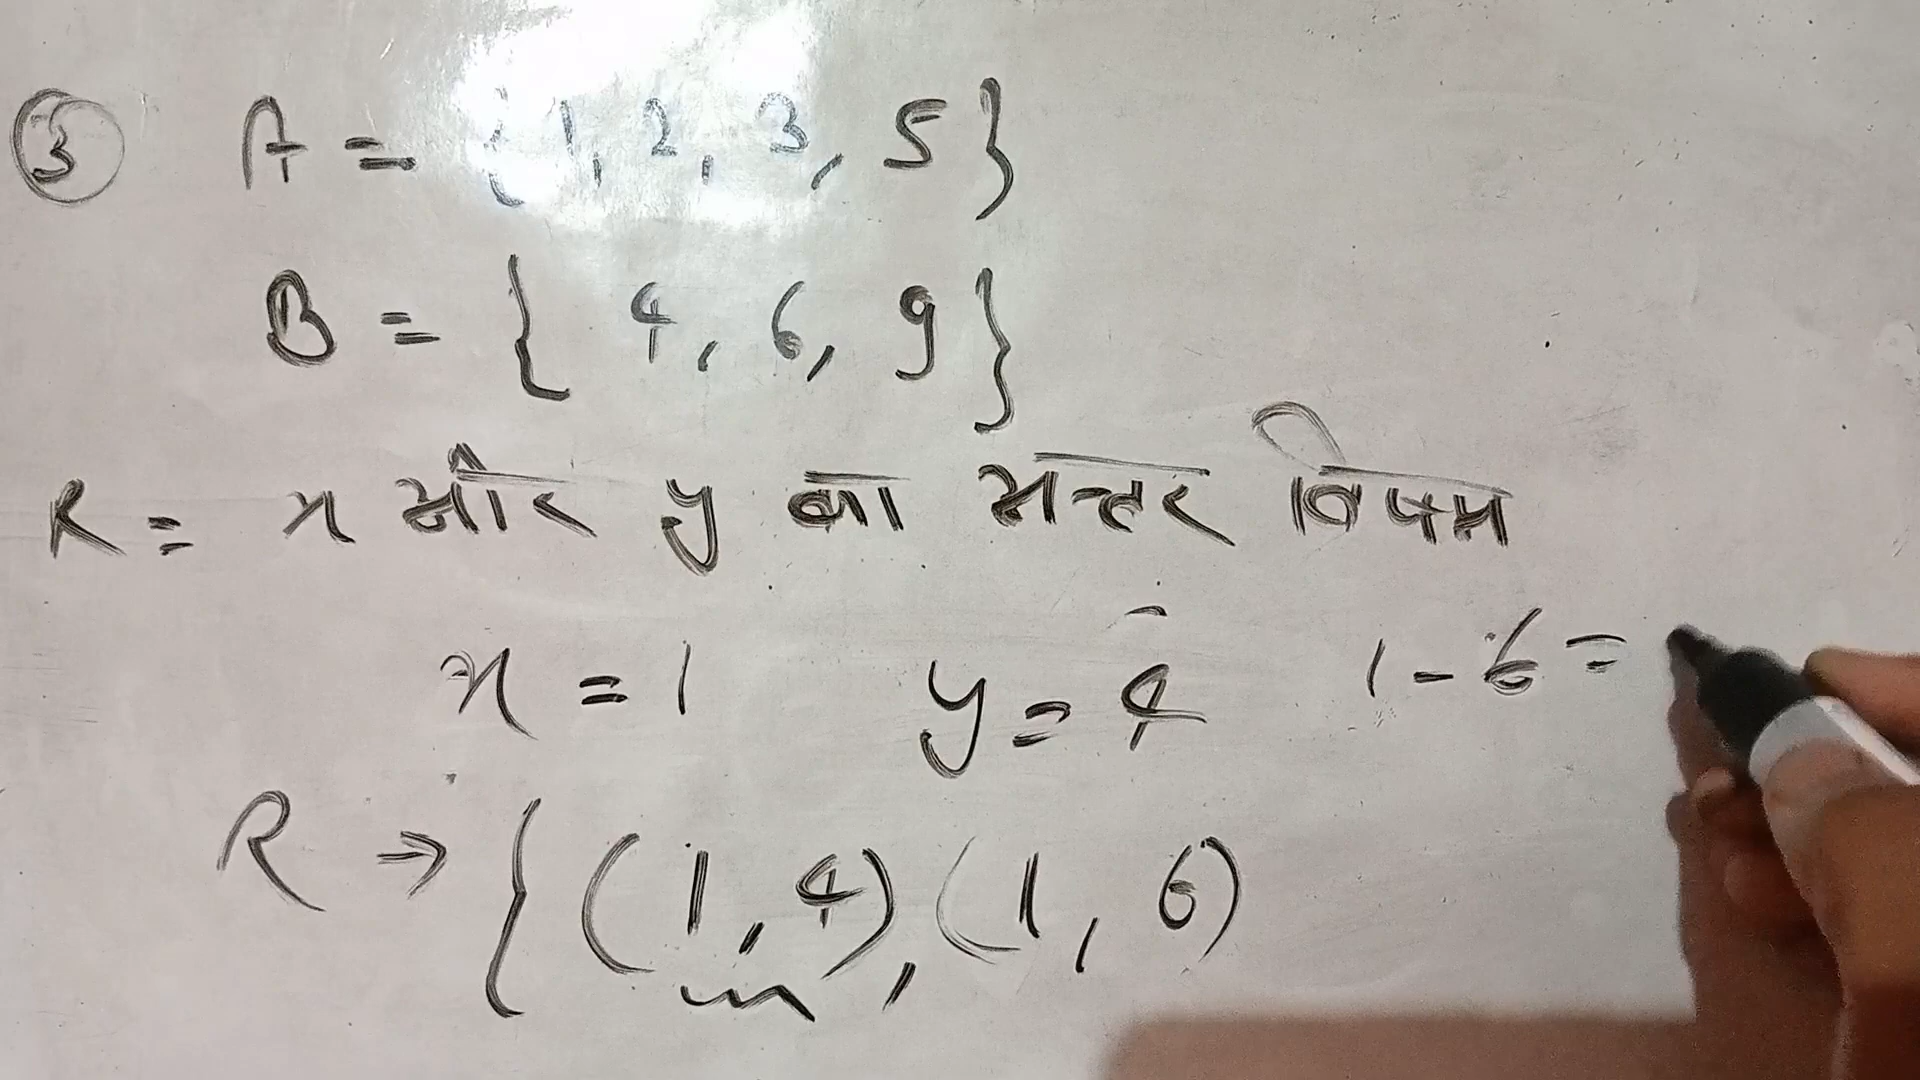 3 A = {1, 2, 3, 5}
B = {4, 6, 9}
R = x और y का अन्तर विषम
x = 1 y = 4 1 - 6 =
R → {(1, 4), (1, 6)